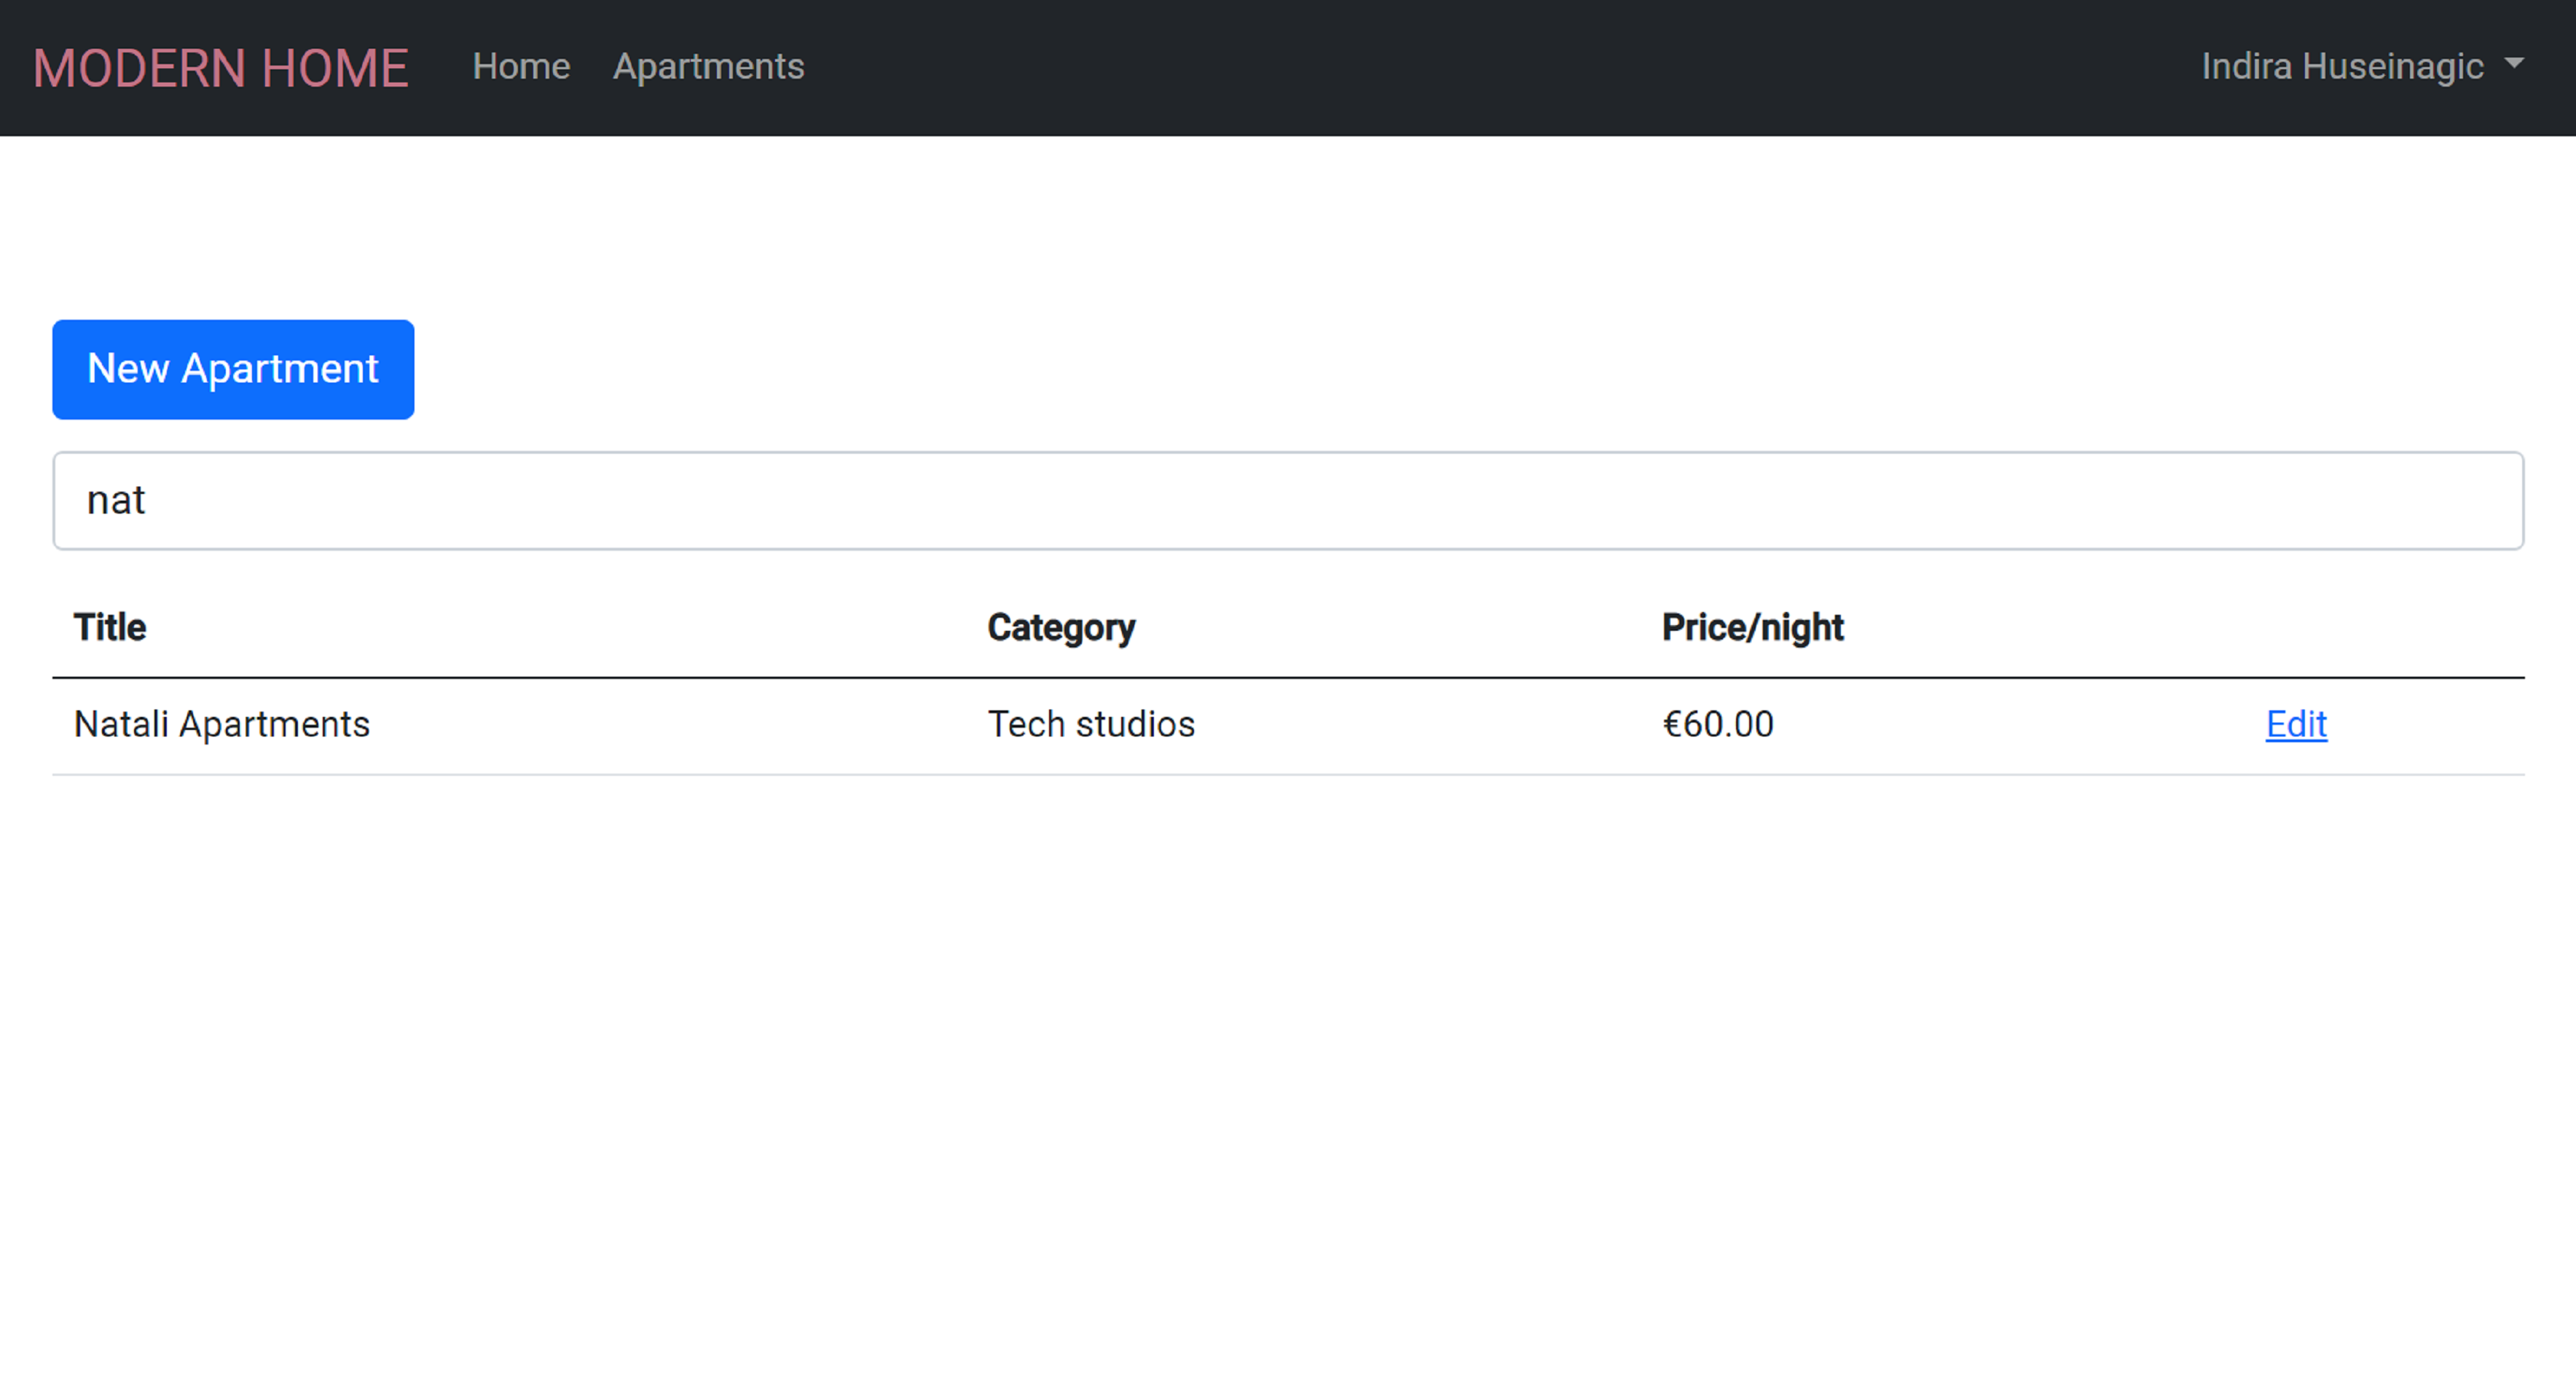 MODERN HOME Home Apartments Indira Huseinagic
New Apartment
nat
Title Category Price/night
Natali Apartments Tech studios €60.00 Edit